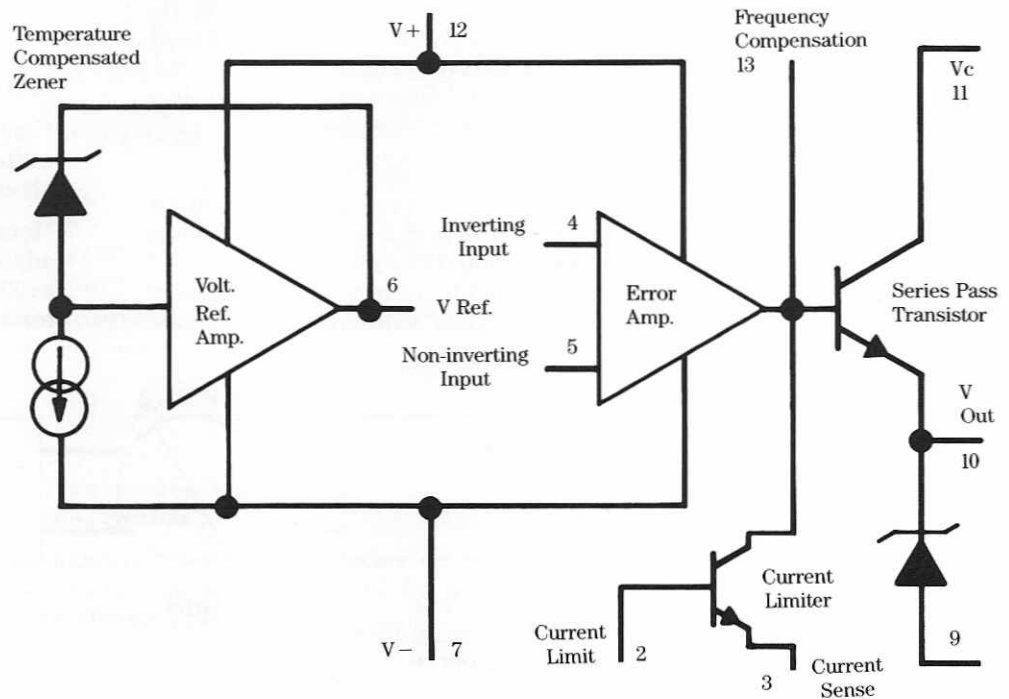 Temperature
Compensated
Zener
V+
12
Frequency
Compensation
13
Vc
11
Inverting
Input
4
Volt.
Ref.
Amp.
6
V Ref.
Error
Amp.
Series Pass
Transistor
Non-inverting
Input
5
V
Out
10
Current
Limiter
V−
7
Current
Limit
2
3
Current
Sense
9